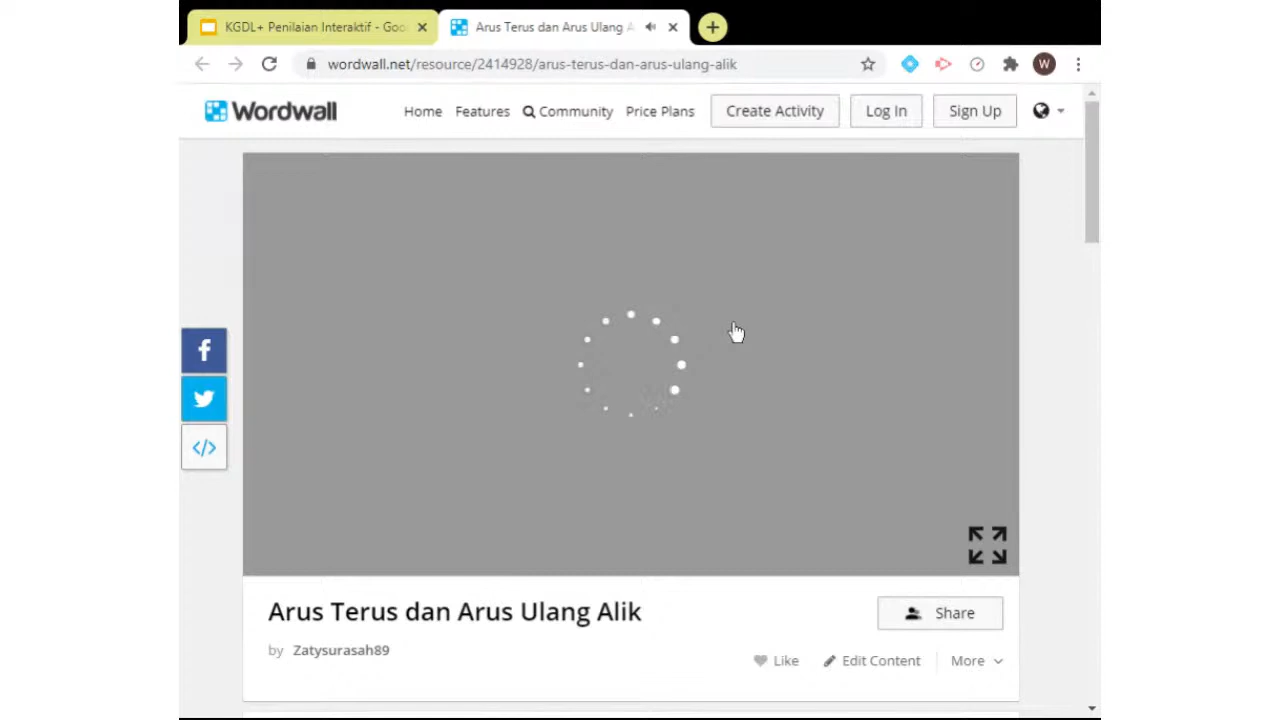 KGDL+ Penilaian Interaktif - Goo
Arus Terus dan Arus Ulang A
wordwall.net/resource/2414928/arus-terus-dan-arus-ulang-alik
W
Wordwall
Home
Features
Community
Price Plans
Create Activity
Log In
Sign Up
f
</>
Arus Terus dan Arus Ulang Alik
Share
by Zatysurasah89
Like
Edit Content
More